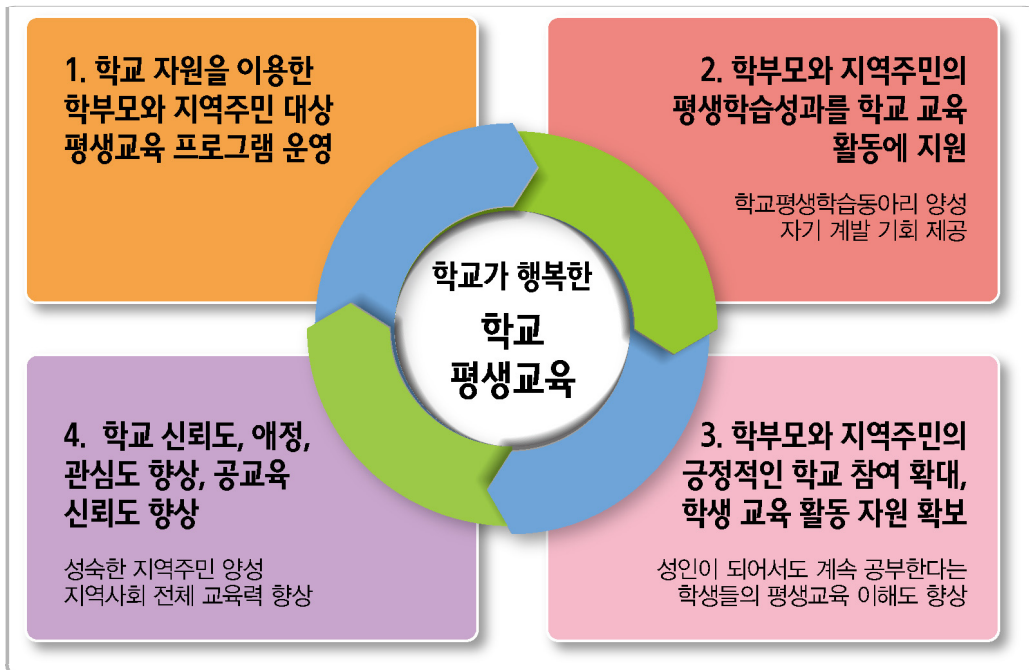 1. 학교 자원을 이용한
학부모와 지역주민 대상
평생교육 프로그램 운영
2. 학부모와 지역주민의
평생학습성과를 학교 교육
활동에 지원
학교평생학습동아리 양성
자기 계발 기회 제공
학교가 행복한
학교
평생교육
4. 학교 신뢰도, 애정,
관심도 향상, 공교육
신뢰도 향상
성숙한 지역주민 양성
지역사회 전체 교육력 향상
3. 학부모와 지역주민의
긍정적인 학교 참여 확대,
학생 교육 활동 자원 확보
성인이 되어서도 계속 공부한다는
학생들의 평생교육 이해도 향상